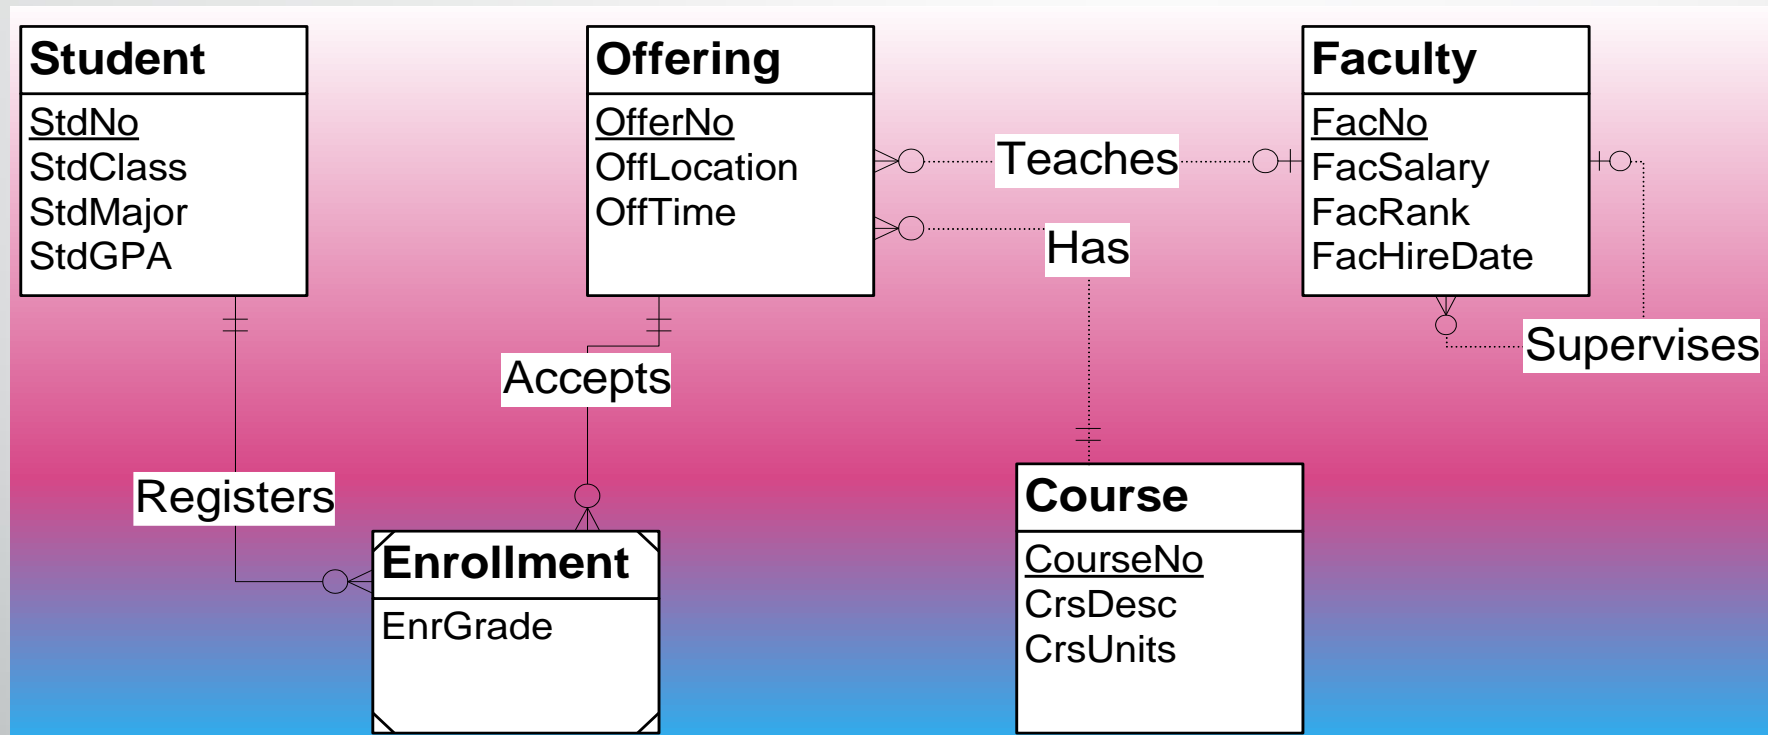 Student
StdNo
StdClass
StdMajor
StdGPA
Offering
OfferNo
OffLocation
OffTime
Teaches
Has
Faculty
FacNo
FacSalary
FacRank
FacHireDate
Supervises
Accepts
Registers
Enrollment
EnrGrade
Course
CourseNo
CrsDesc
CrsUnits